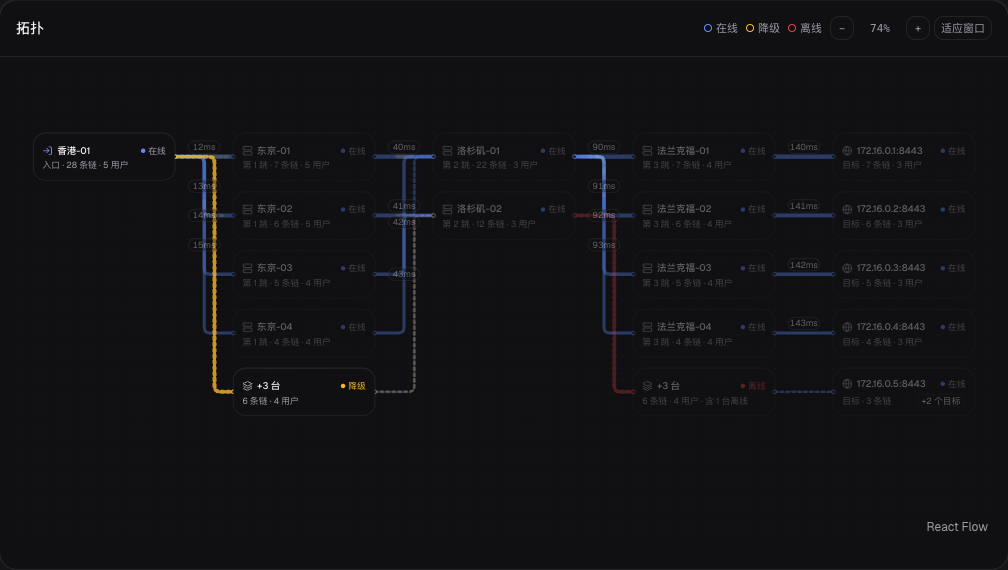 拓扑
在线 降级 离线 − 74% + 适应窗口
香港-01 在线
入口 · 28 条链 · 5 用户
12ms
13ms
14ms
15ms
东京-01 在线
第 1 跳 · 7 条链 · 5 用户
东京-02 在线
第 1 跳 · 6 条链 · 5 用户
东京-03 在线
第 1 跳 · 5 条链 · 4 用户
东京-04 在线
第 1 跳 · 4 条链 · 4 用户
+3 台 降级
6 条链 · 4 用户
40ms
41ms
42ms
43ms
洛杉矶-01 在线
第 2 跳 · 22 条链 · 3 用户
洛杉矶-02 在线
第 2 跳 · 12 条链 · 3 用户
90ms
91ms
92ms
93ms
法兰克福-01 在线
第 3 跳 · 7 条链 · 4 用户
法兰克福-02 在线
第 3 跳 · 6 条链 · 4 用户
法兰克福-03 在线
第 3 跳 · 5 条链 · 4 用户
法兰克福-04 在线
第 3 跳 · 4 条链 · 4 用户
+3 台 离线
6 条链 · 4 用户 · 含 1 台离线
140ms
141ms
142ms
143ms
172.16.0.1:8443 在线
目标 · 7 条链 · 3 用户
172.16.0.2:8443 在线
目标 · 6 条链 · 3 用户
172.16.0.3:8443 在线
目标 · 5 条链 · 3 用户
172.16.0.4:8443 在线
目标 · 4 条链 · 3 用户
172.16.0.5:8443 在线
目标 · 3 条链 +2 个目标
React Flow